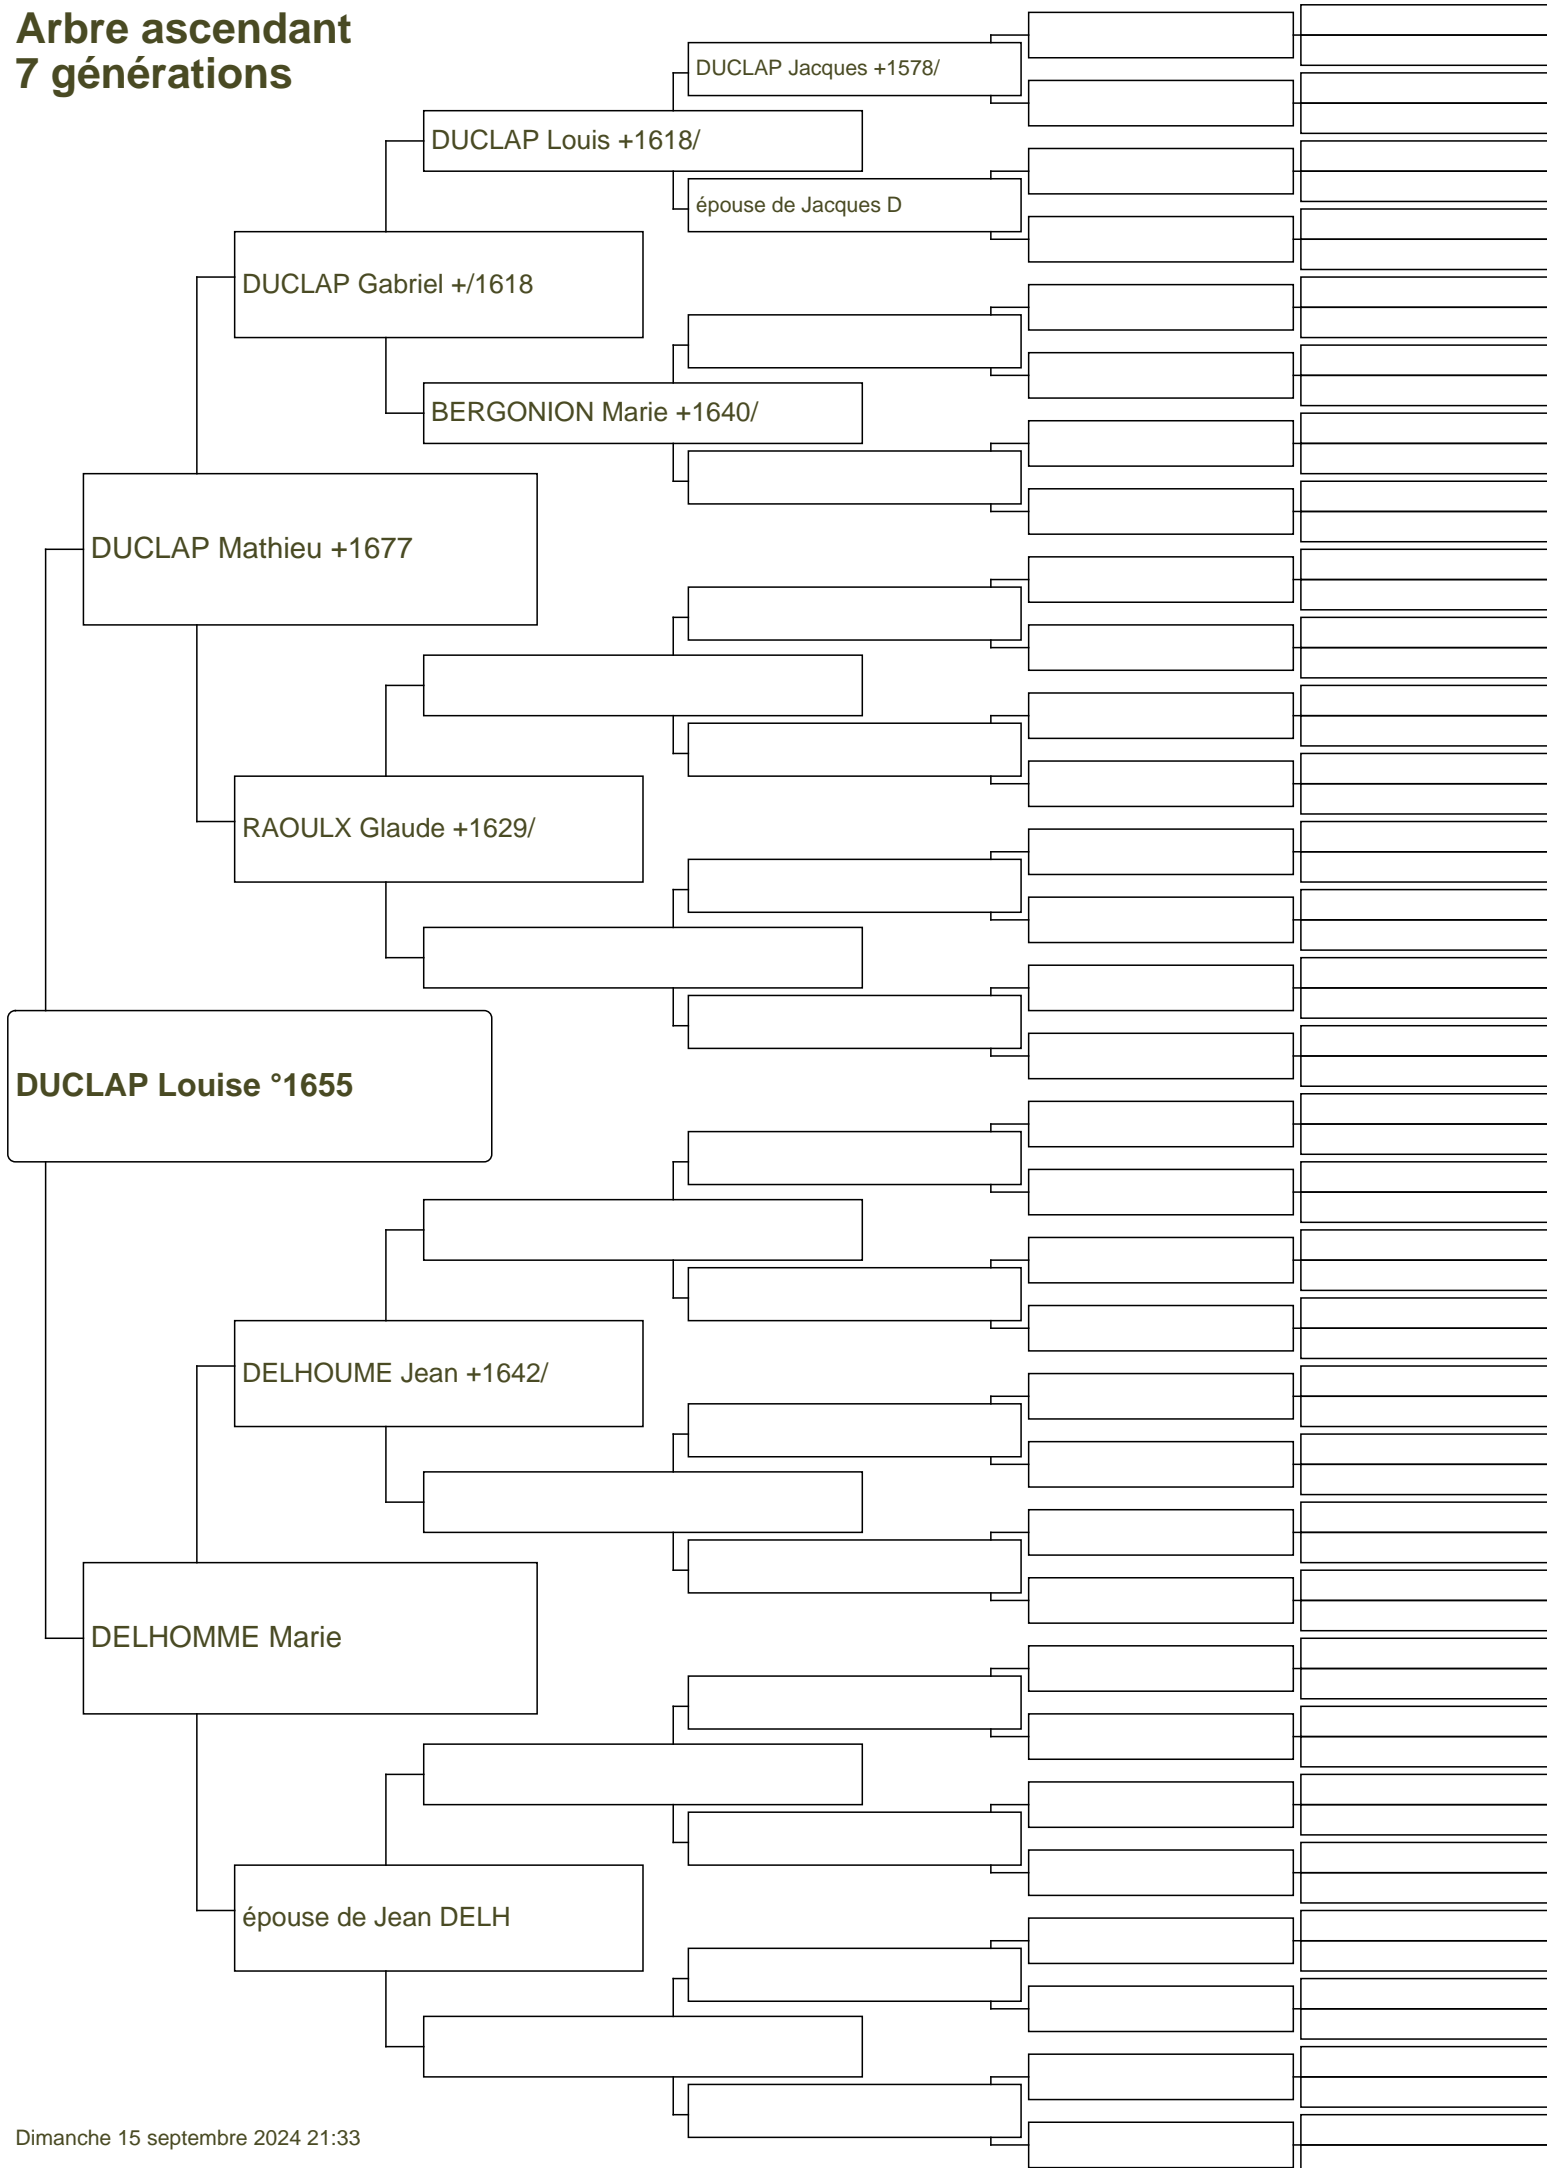 Arbre ascendant
7 générations
DUCLAP Jacques +1578/
DUCLAP Louis +1618/
épouse de Jacques D
DUCLAP Gabriel +/1618
BERGONION Marie +1640/
DUCLAP Mathieu +1677
RAOULX Glaude +1629/
DUCLAP Louise °1655
DELHOUME Jean +1642/
DELHOMME Marie
épouse de Jean DELH
Dimanche 15 septembre 2024 21:33